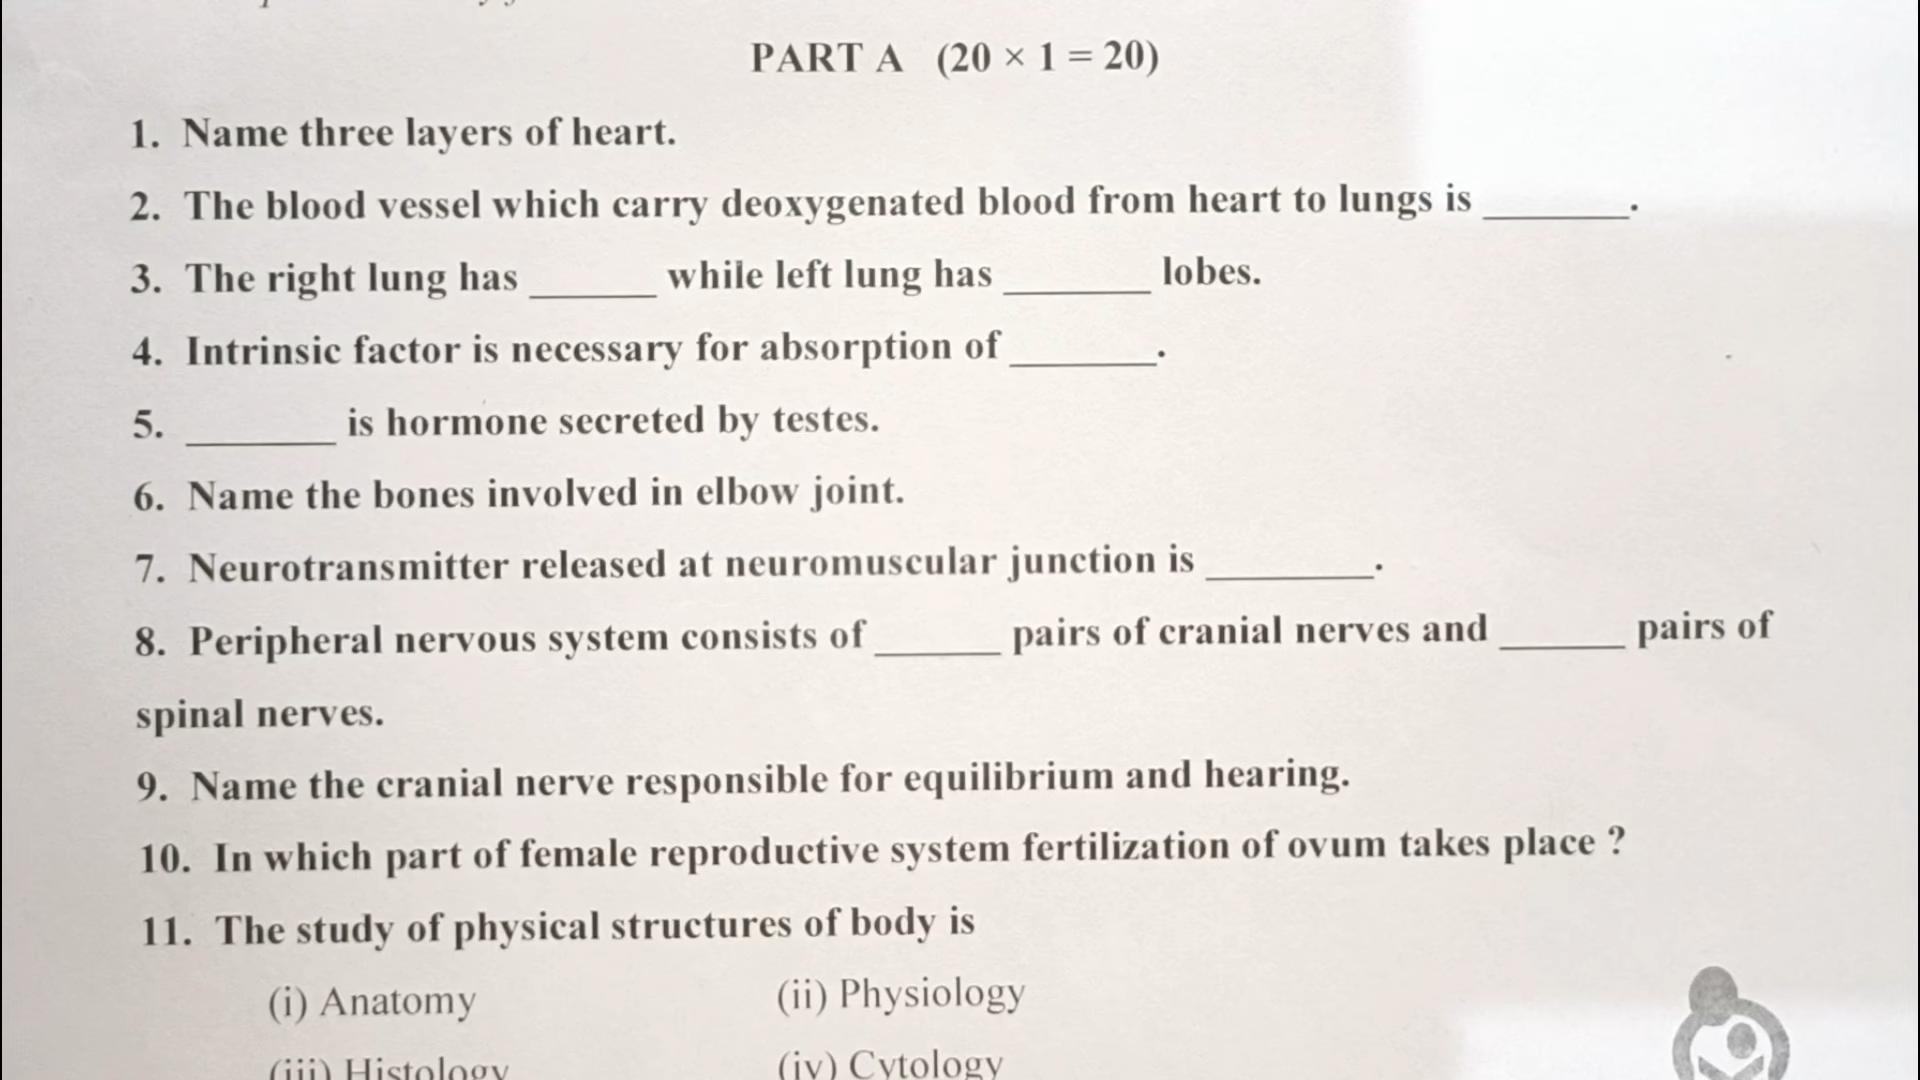 PART A (20 × 1 = 20)
1. Name three layers of heart.
2. The blood vessel which carry deoxygenated blood from heart to lungs is _______.
3. The right lung has ______ while left lung has _______ lobes.
4. Intrinsic factor is necessary for absorption of _______.
5. _______ is hormone secreted by testes.
6. Name the bones involved in elbow joint.
7. Neurotransmitter released at neuromuscular junction is ________.
8. Peripheral nervous system consists of ______ pairs of cranial nerves and ______ pairs of
spinal nerves.
9. Name the cranial nerve responsible for equilibrium and hearing.
10. In which part of female reproductive system fertilization of ovum takes place ?
11. The study of physical structures of body is
(i) Anatomy (ii) Physiology
(iii) Histology (iv) Cytology